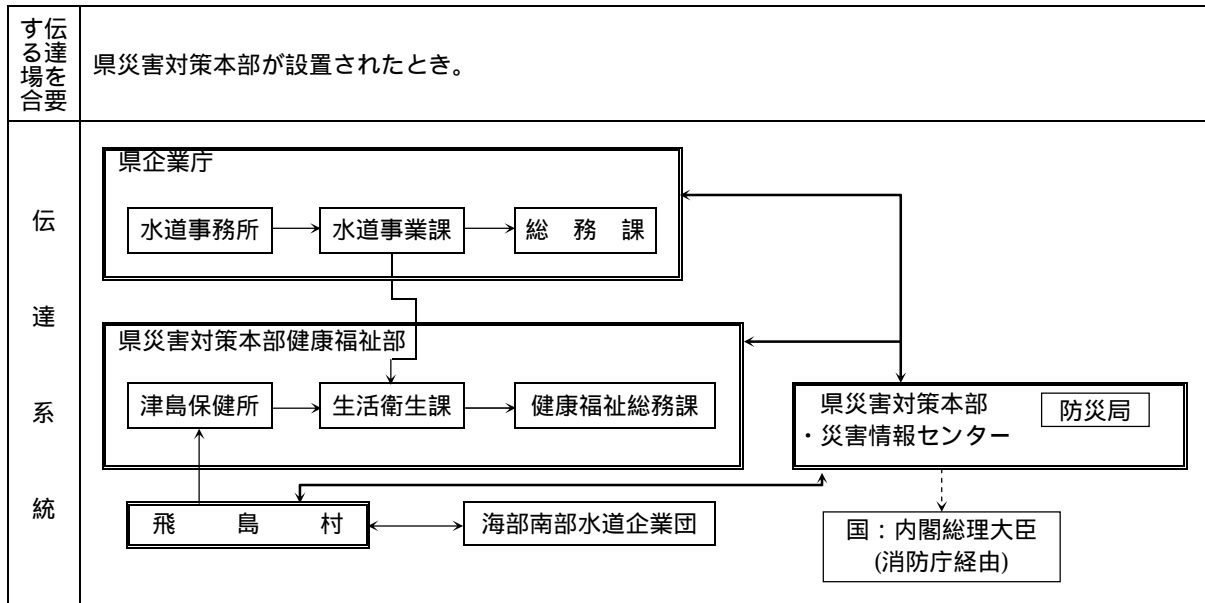 伝達を要
する場合
県災害対策本部が設置されたとき。
伝達系統
県企業庁
水道事務所
水道事業課
総　務　課
県災害対策本部健康福祉部
津島保健所
生活衛生課
健康福祉総務課
県災害対策本部
・災害情報センター
防災局
飛　島　村
海部南部水道企業団
国：内閣総理大臣
(消防庁経由)